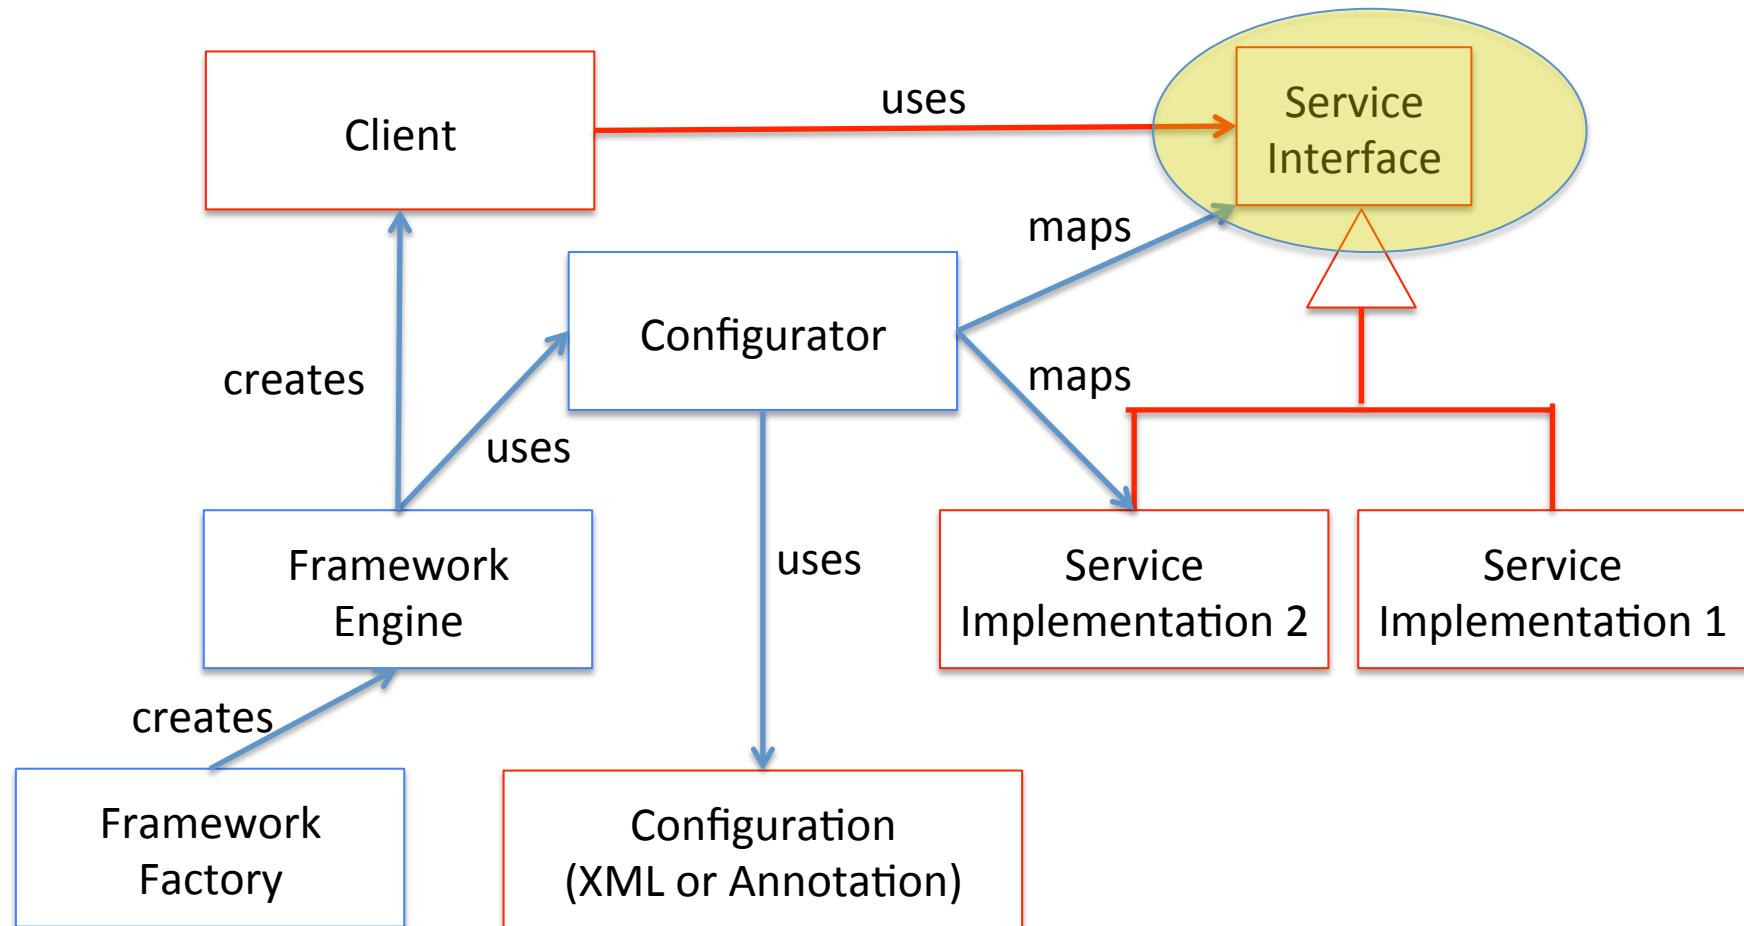 uses
Client
Service
Interface
maps
Configurator
creates
maps
uses
Framework
Engine
uses
Service
Implementation 2
Service
Implementation 1
creates
Framework
Factory
Configuration
(XML or Annotation)